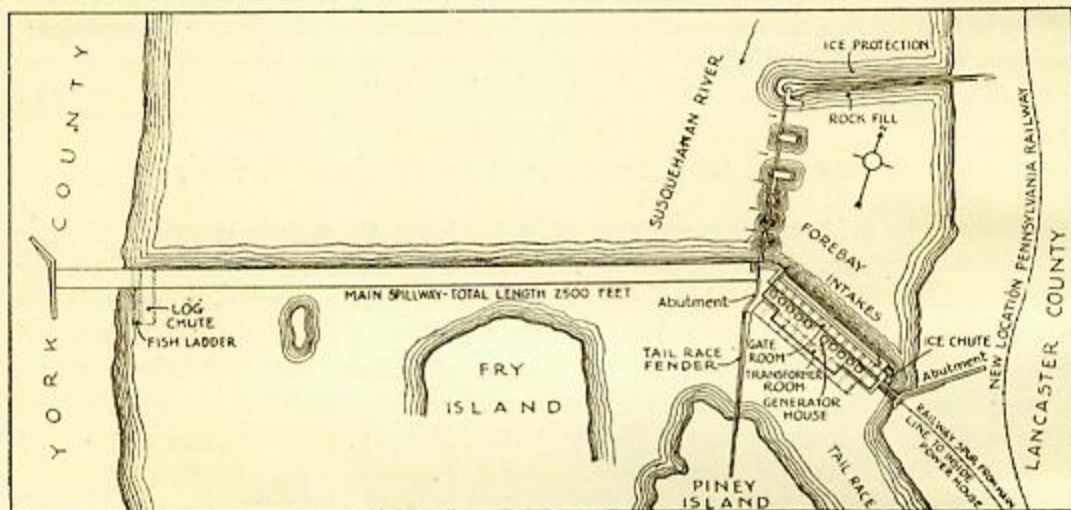 YORK COUNTY
SUSQUEHANAN RIVER
ICE PROTECTION
ROCK FILL
N
FOREBAY
INTAKES
MAIN SPILLWAY-TOTAL LENGTH 2500 FEET
LOG
CHUTE
FISH LADDER
Abutment
FRY
ISLAND
TAIL RACE
FENDER
GATE
ROOM
TRANSFORMER
ROOM
GENERATOR
HOUSE
ICE CHUTE
Abutment
PINEY
ISLAND
TAIL RACE
RAILWAY SPUR FROM MAIN
LINE TO INSIDE
POWER HOUSE
NEW LOCATION PENNSYLVANIA RAILWAY
LANCASTER COUNTY